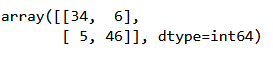 array([[34,  6],
       [ 5, 46]], dtype=int64)